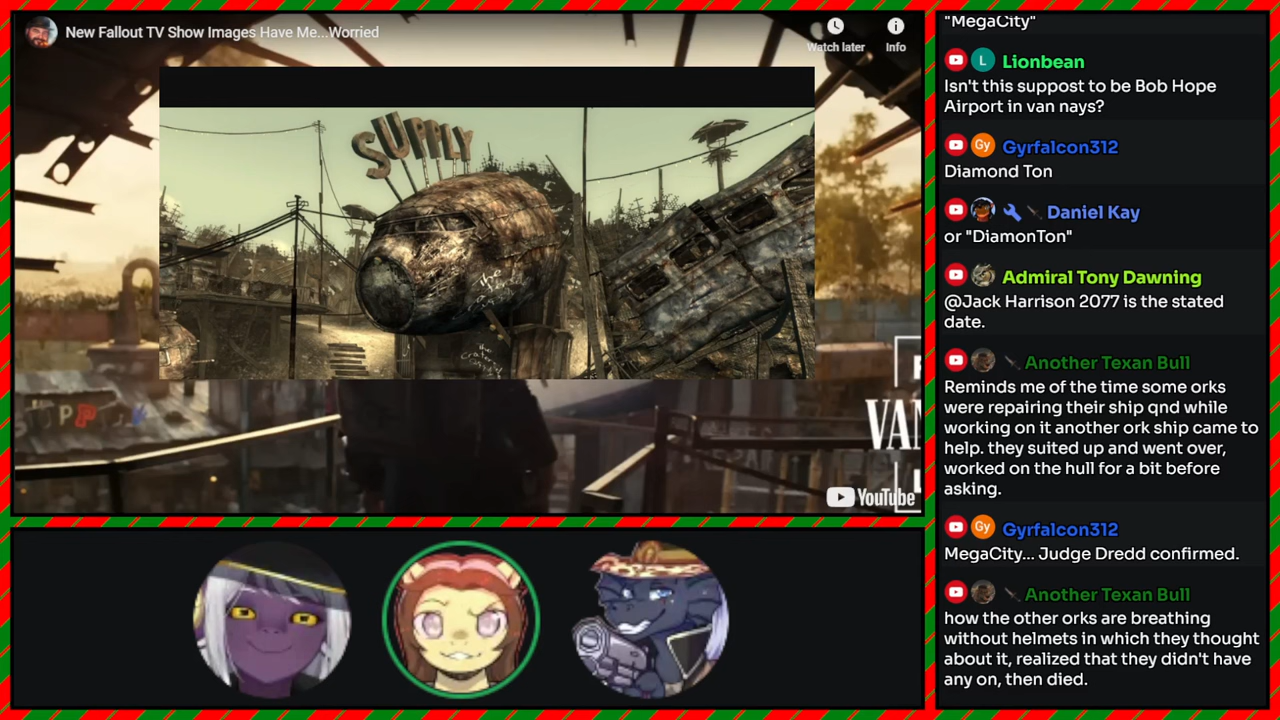 New Fallout TV Show Images Have Me...Worried
Watch later
Info
SUPPLY
the
the
VAN
YouTube
"MegaCity"
L
Lionbean
Isn't this suppost to be Bob Hope
Airport in van nays?
Gy
Gyrfalcon312
Diamond Ton
Daniel Kay
or "DiamonTon"
Admiral Tony Dawning
@Jack Harrison 2077 is the stated
date.
Another Texan Bull
Reminds me of the time some orks
were repairing their ship qnd while
working on it another ork ship came to
help. they suited up and went over,
worked on the hull for a bit before
asking.
Gy
Gyrfalcon312
MegaCity... Judge Dredd confirmed.
Another Texan Bull
how the other orks are breathing
without helmets in which they thought
about it, realized that they didn't have
any on, then died.